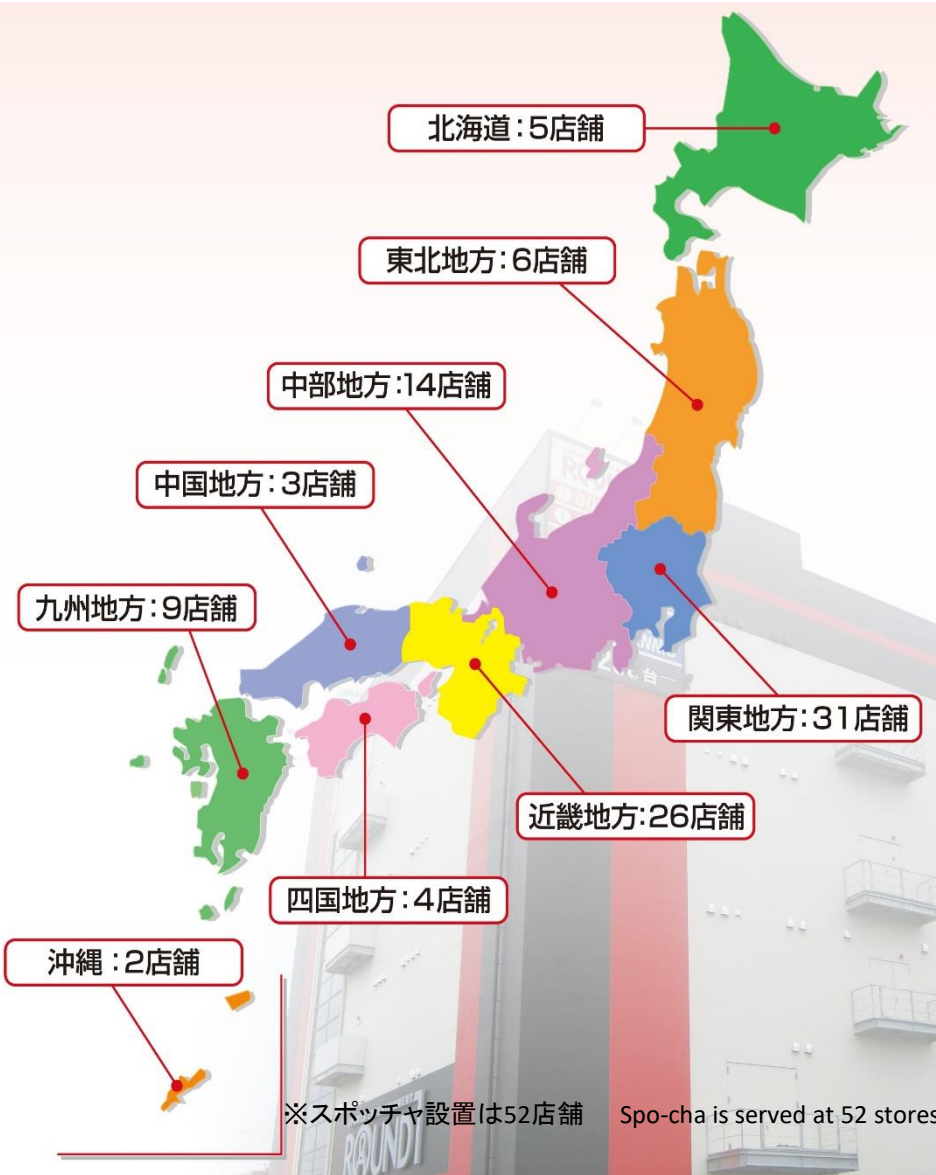 北海道：5店舗
東北地方：6店舗
中部地方：14店舗
中国地方：3店舗
九州地方：9店舗
関東地方：31店舗
近畿地方：26店舗
四国地方：4店舗
沖縄：2店舗
※スポッチャ設置は52店舗 Spo-cha is served at 52 stores